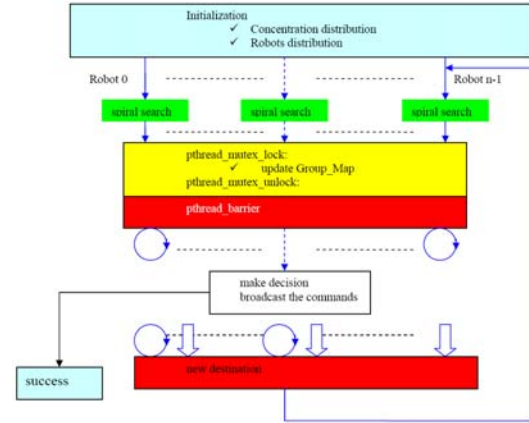 Initialization
✓ Concentration distribution
✓ Robots distribution
Robot 0
Robot n-1
spiral search
spiral search
spiral search
pthread_mutex_lock:
✓ update Group_Map
pthread_mutex_unlock:
pthread_barrier
make decision
broadcast the commands
new destination
success